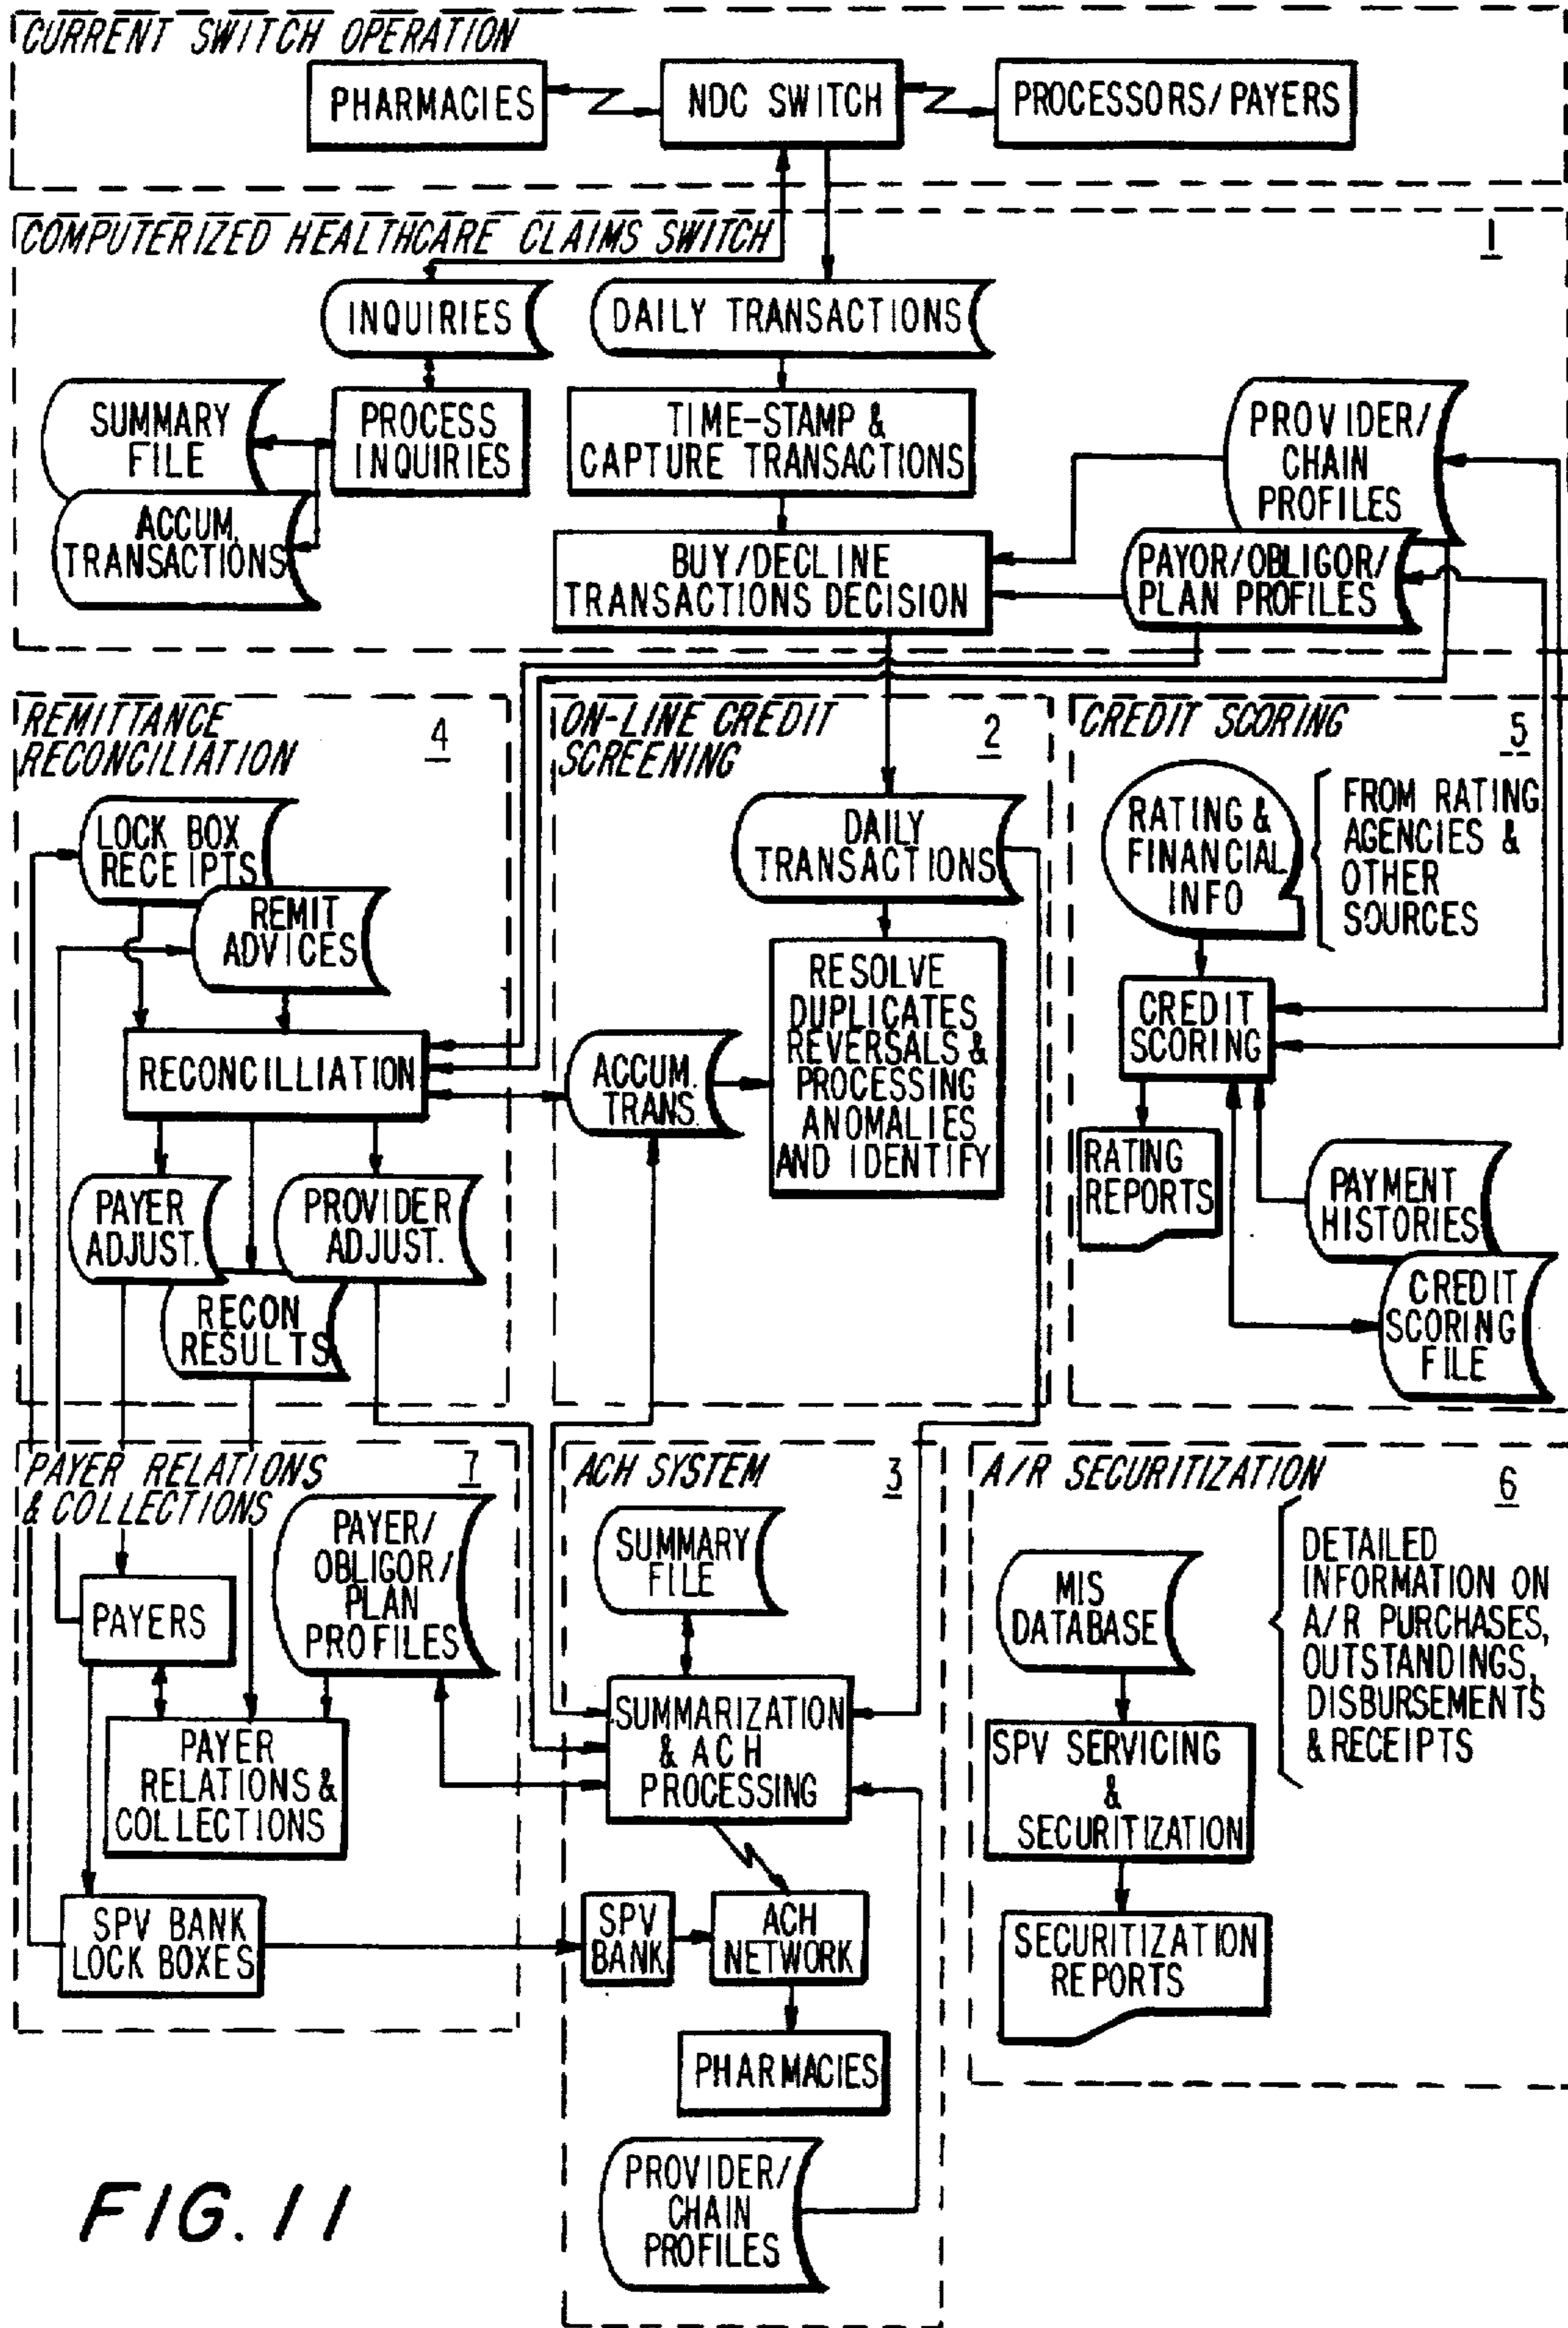 CURRENT SWITCH OPERATION
PHARMACIES
NDC SWITCH
PROCESSORS/PAYERS
COMPUTERIZED HEALTHCARE CLAIMS SWITCH
1
INQUIRIES
DAILY TRANSACTIONS
SUMMARY
FILE
PROCESS
INQUIRIES
TIME-STAMP &
CAPTURE TRANSACTIONS
PROVIDER/
CHAIN
PROFILES
ACCUM.
TRANSACTIONS
BUY/DECLINE
TRANSACTIONS DECISION
PAYOR/OBLIGOR/
PLAN PROFILES
REMITTANCE
RECONCILIATION
4
LOCK BOX
RECEIPTS
REMIT
ADVICES
RECONCILLIATION
PAYER
ADJUST.
PROVIDER
ADJUST.
RECON
RESULTS
ON-LINE CREDIT
SCREENING
2
DAILY
TRANSACTIONS
ACCUM.
TRANS.
RESOLVE
DUPLICATES
REVERSALS &
PROCESSING
ANOMALIES
AND IDENTIFY
CREDIT SCORING
5
RATING &
FINANCIAL
INFO
FROM RATING
AGENCIES &
OTHER
SOURCES
CREDIT
SCORING
RATING
REPORTS
PAYMENT
HISTORIES
CREDIT
SCORING
FILE
PAYER RELATIONS
& COLLECTIONS
7
PAYER/
OBLIGOR/
PLAN
PROFILES
PAYERS
PAYER
RELATIONS &
COLLECTIONS
SPV BANK
LOCK BOXES
ACH SYSTEM
3
SUMMARY
FILE
SUMMARIZATION
& ACH
PROCESSING
SPV
BANK
ACH
NETWORK
PHARMACIES
PROVIDER/
CHAIN
PROFILES
A/R SECURITIZATION
6
MIS
DATABASE
DETAILED
INFORMATION ON
A/R PURCHASES,
OUTSTANDINGS,
DISBURSEMENTS
& RECEIPTS
SPV SERVICING
&
SECURITIZATION
SECURITIZATION
REPORTS
FIG. 11